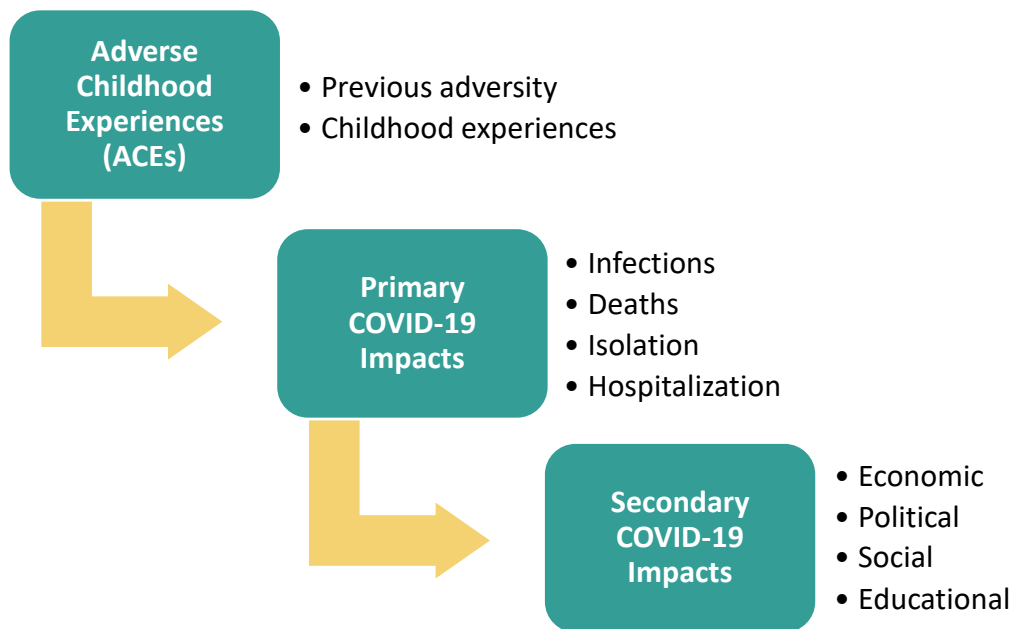 Adverse
Childhood
Experiences
(ACEs)
• Previous adversity
• Childhood experiences
Primary
COVID-19
Impacts
• Infections
• Deaths
• Isolation
• Hospitalization
Secondary
COVID-19
Impacts
• Economic
• Political
• Social
• Educational